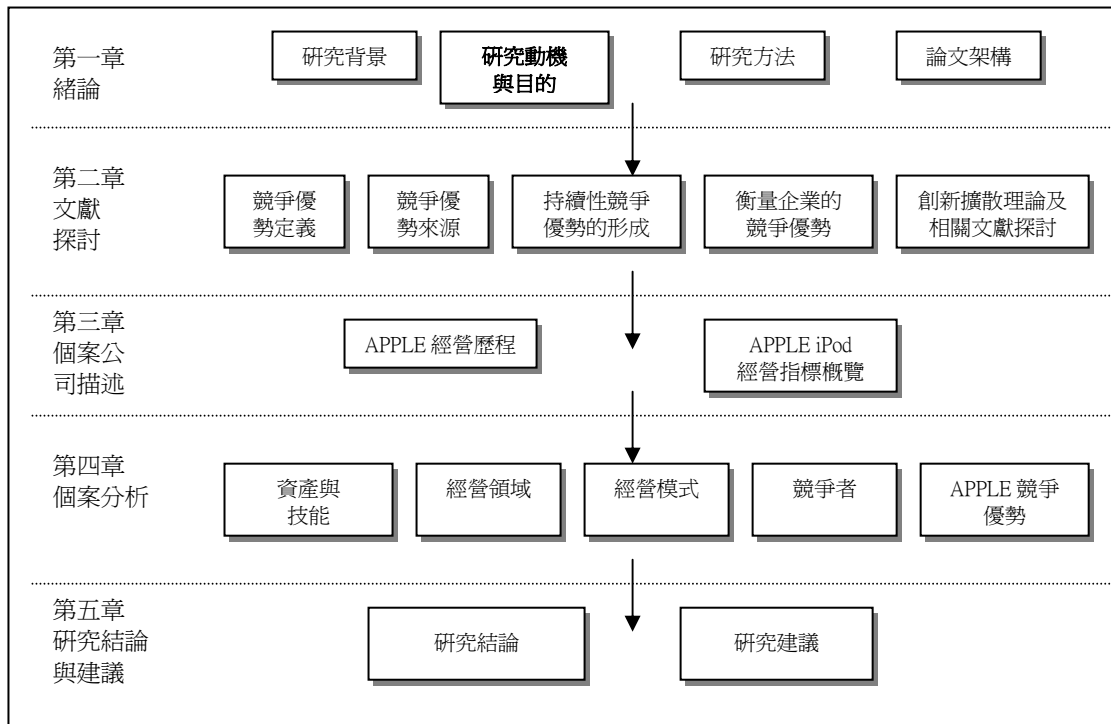 第一章
緒論
研究背景
研究動機
與目的
研究方法
論文架構
第二章
文獻
探討
競爭優
勢定義
競爭優
勢來源
持續性競爭
優勢的形成
衡量企業的
競爭優勢
創新擴散理論及
相關文獻探討
第三章
個案公
司描述
APPLE 經營歷程
APPLE iPod
經營指標概覽
第四章
個案分析
資產與
技能
經營領域
經營模式
競爭者
APPLE 競爭
優勢
第五章
研究結論
與建議
研究結論
研究建議